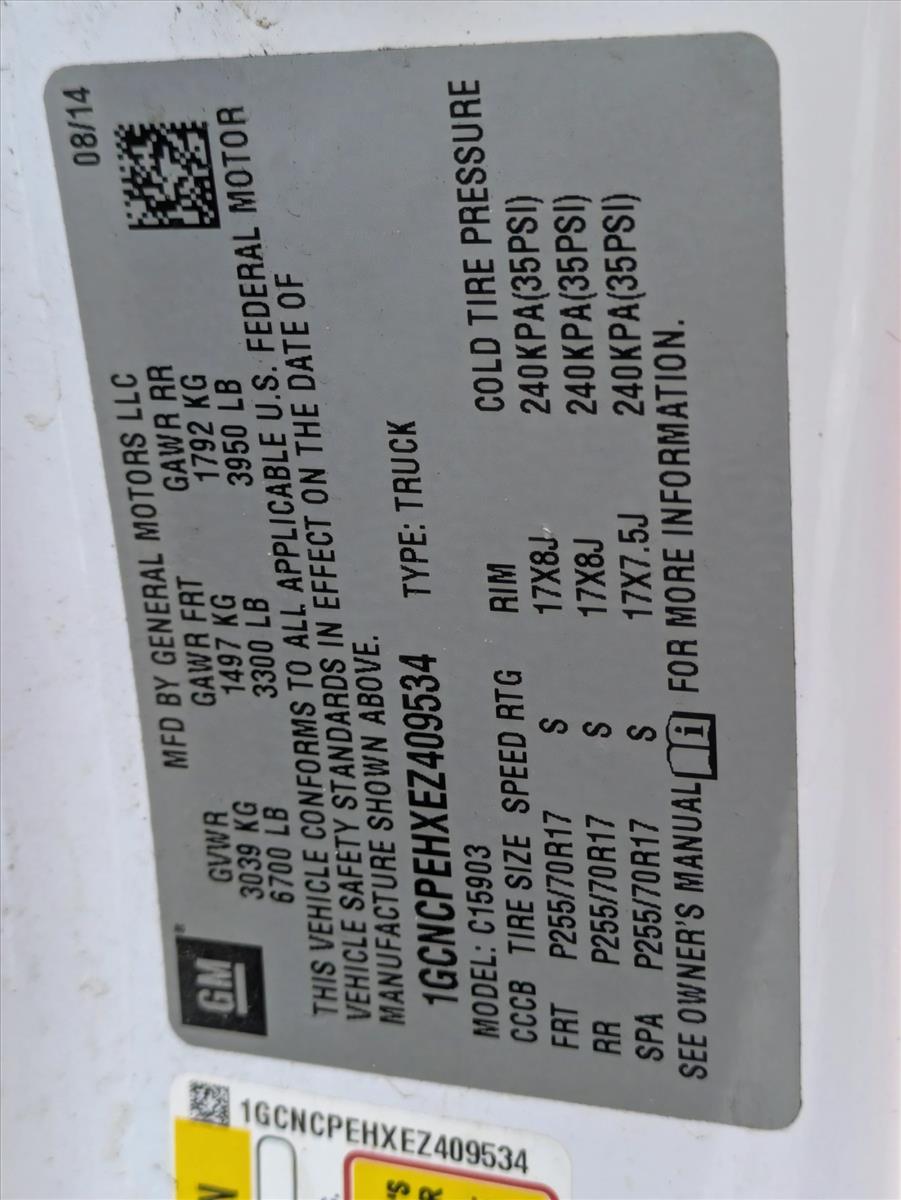 08/14
MFD BY GENERAL MOTORS LLC
GM®
GVWR GAWR FRT GAWR RR
3039 KG 1497 KG 1792 KG
6700 LB 3300 LB 3950 LB
THIS VEHICLE CONFORMS TO ALL APPLICABLE U.S. FEDERAL MOTOR
VEHICLE SAFETY STANDARDS IN EFFECT ON THE DATE OF
MANUFACTURE SHOWN ABOVE.
1GCNCPEHXEZ409534 TYPE: TRUCK
MODEL: C15903
CCCB TIRE SIZE SPEED RTG RIM COLD TIRE PRESSURE
FRT P255/70R17 S 17X8J 240KPA(35PSI)
RR P255/70R17 S 17X8J 240KPA(35PSI)
SPA P255/70R17 S 17X7.5J 240KPA(35PSI)
SEE OWNER'S MANUAL i FOR MORE INFORMATION.
1GCNCPEHXEZ409534